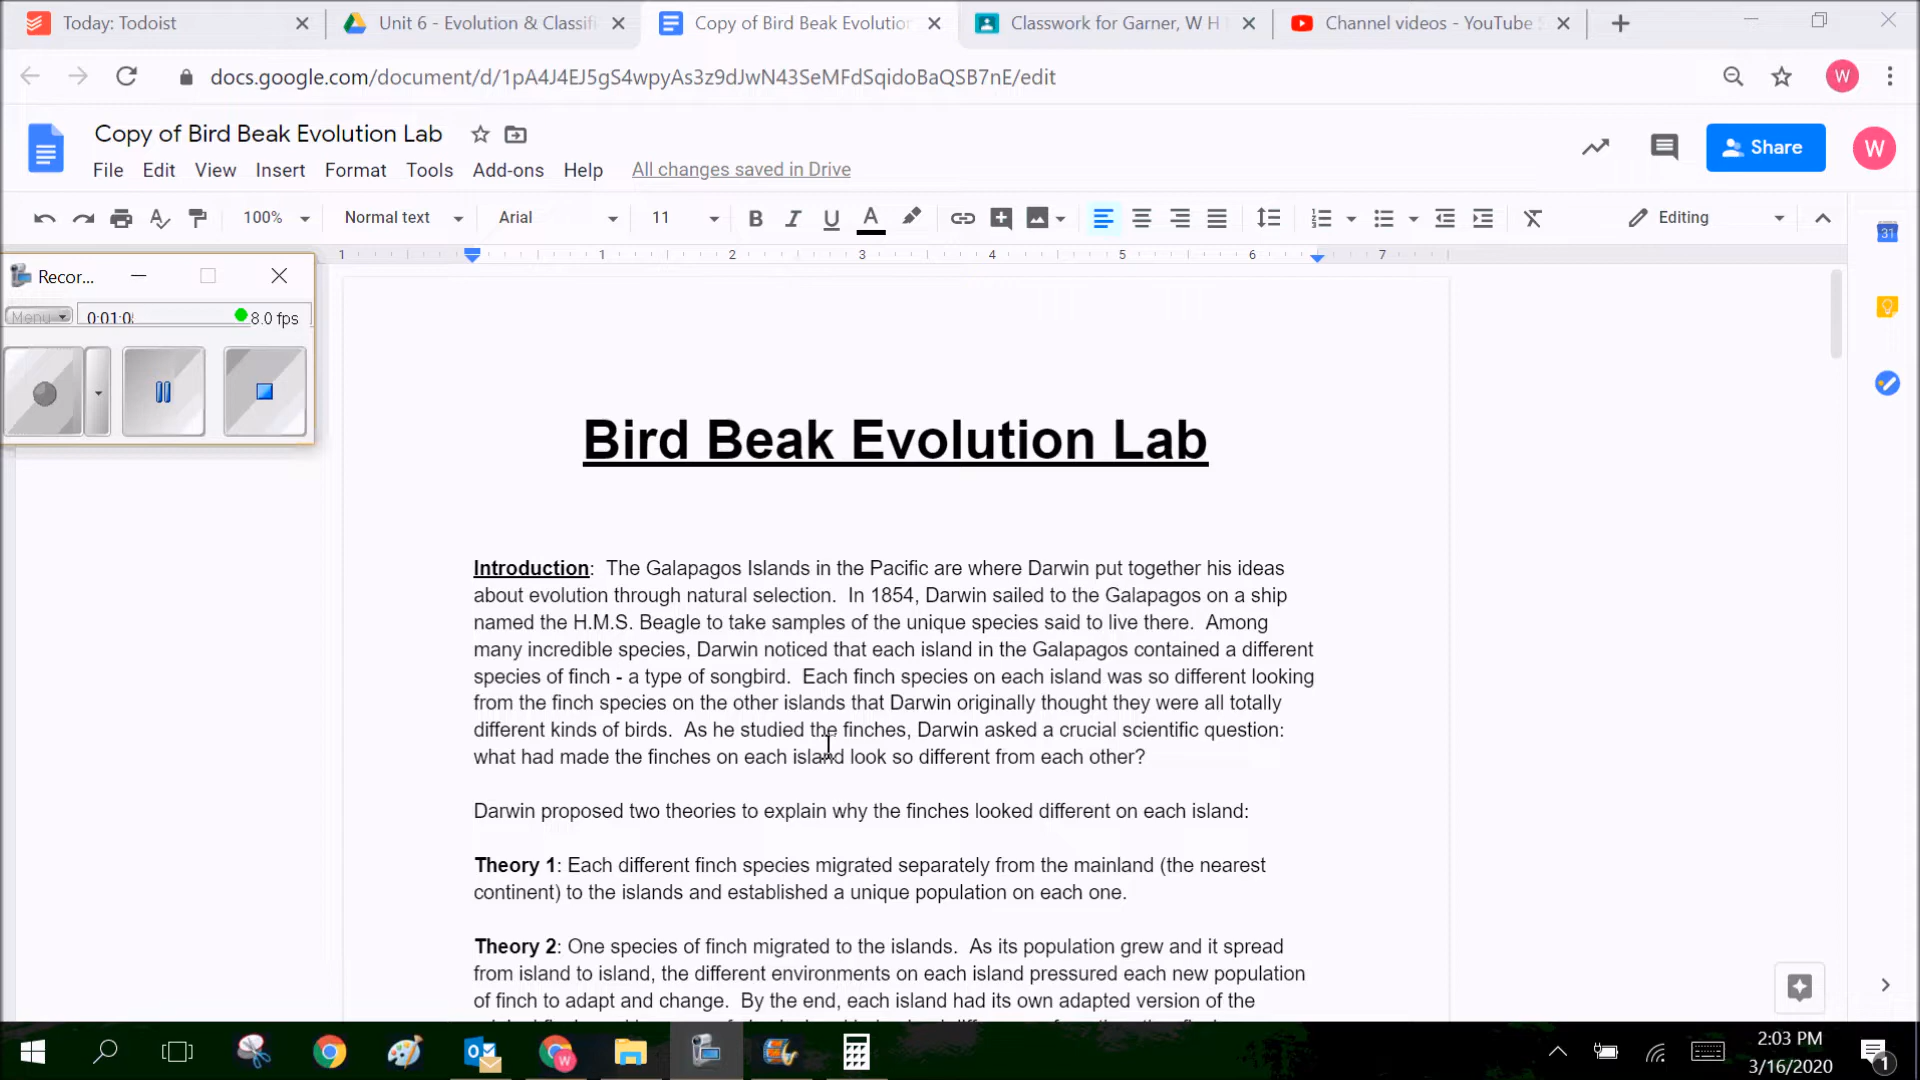 Today: Todoist
Unit 6 - Evolution & Classifi
Copy of Bird Beak Evolution
Classwork for Garner, W H
Channel videos - YouTube
docs.google.com/document/d/1pA4J4EJ5gS4wpyAs3z9dJwN43SeMFdSqidoBaQSB7nE/edit
W
Copy of Bird Beak Evolution Lab
Share
W
File Edit View Insert Format Tools Add-ons Help All changes saved in Drive
100% Normal text Arial 11 B I U A Editing
31
1 1 2 3 4 5 6 7
Recor...
Menu 0:01:0 8.0 fps
Bird Beak Evolution Lab
Introduction: The Galapagos Islands in the Pacific are where Darwin put together his ideas
about evolution through natural selection. In 1854, Darwin sailed to the Galapagos on a ship
named the H.M.S. Beagle to take samples of the unique species said to live there. Among
many incredible species, Darwin noticed that each island in the Galapagos contained a different
species of finch - a type of songbird. Each finch species on each island was so different looking
from the finch species on the other islands that Darwin originally thought they were all totally
different kinds of birds. As he studied the finches, Darwin asked a crucial scientific question:
what had made the finches on each island look so different from each other?
Darwin proposed two theories to explain why the finches looked different on each island:
Theory 1: Each different finch species migrated separately from the mainland (the nearest
continent) to the islands and established a unique population on each one.
Theory 2: One species of finch migrated to the islands. As its population grew and it spread
from island to island, the different environments on each island pressured each new population
of finch to adapt and change. By the end, each island had its own adapted version of the
W
2:03 PM
3/16/2020
1